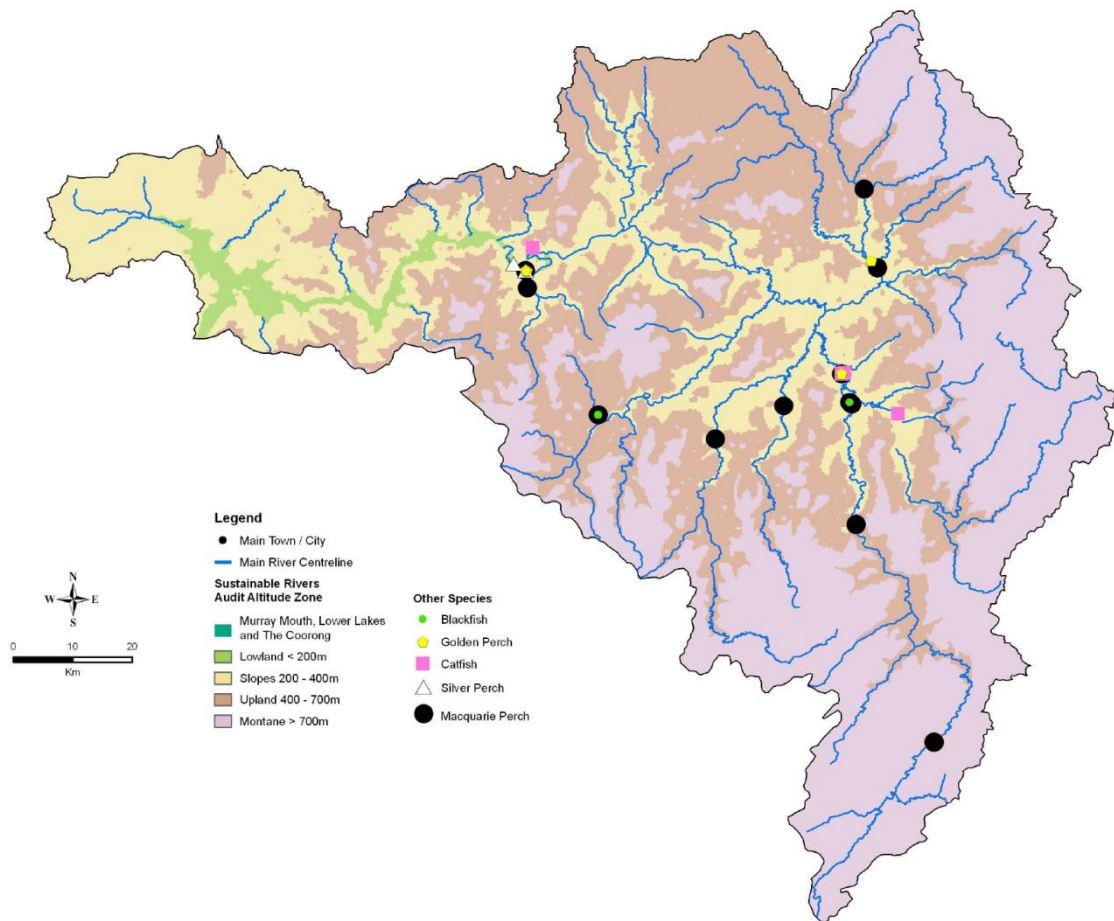 Legend
Main Town / City
Main River Centreline
Sustainable Rivers
Audit Altitude Zone
Murray Mouth, Lower Lakes
and The Coorong
Lowland < 200m
Slopes 200 - 400m
Upland 400 - 700m
Montane > 700m
Other Species
Blackfish
Golden Perch
Catfish
Silver Perch
Macquarie Perch
N
W E
S
0 10 20
Km